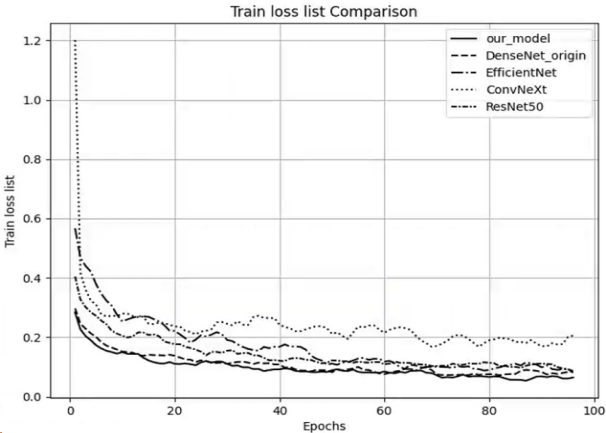 Train loss list Comparison
our_model
DenseNet_origin
EfficientNet
ConvNeXt
ResNet50
Train loss list
1.2
1.0
0.8
0.6
0.4
0.2
0.0
0 20 40 60 80 100
Epochs